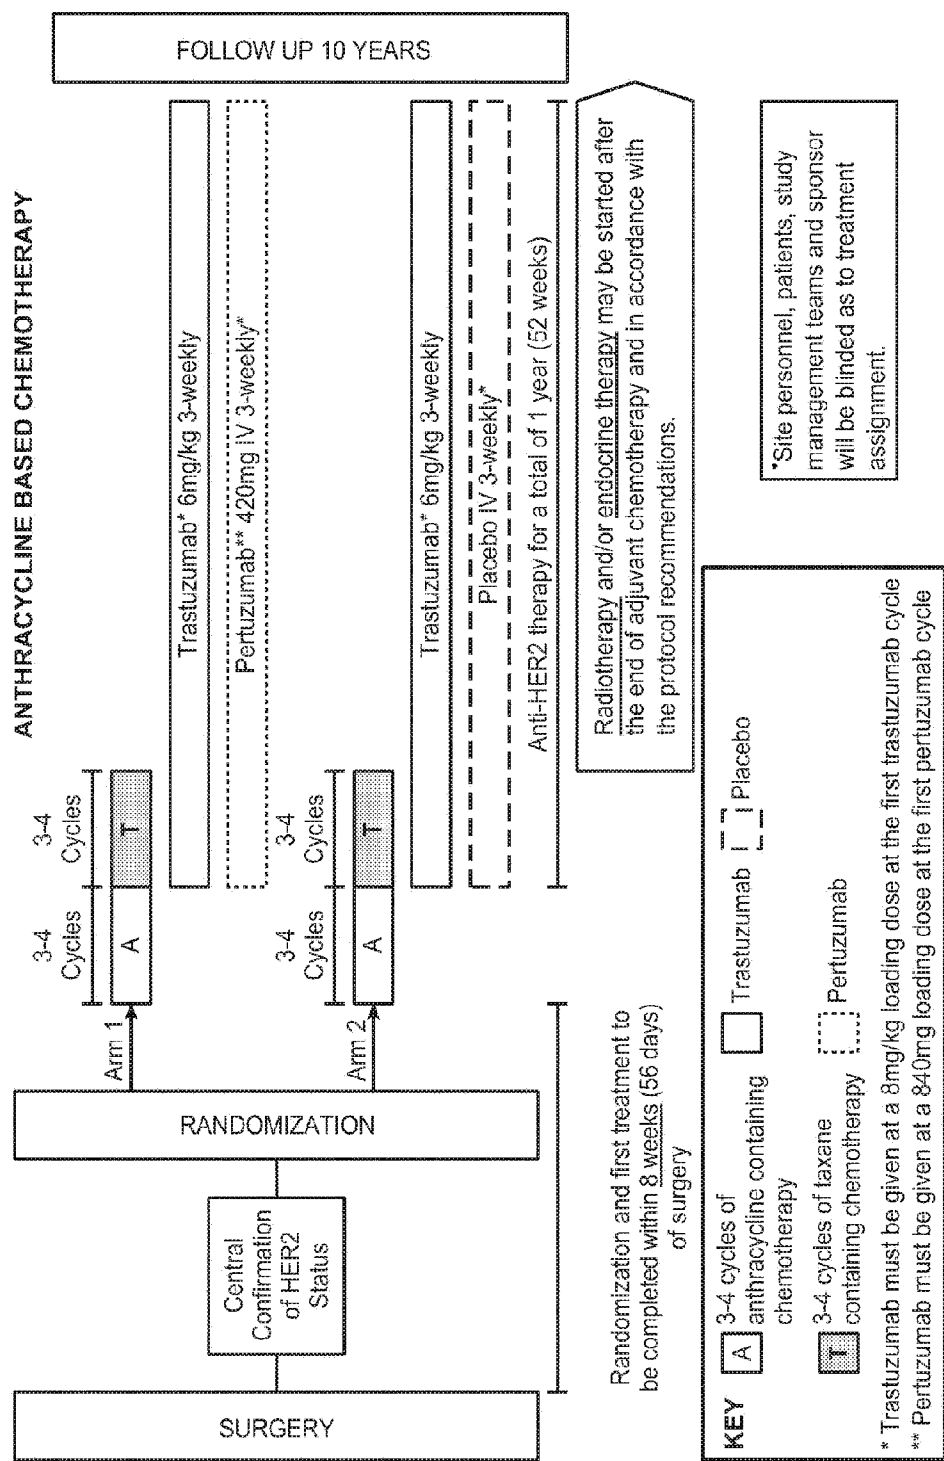 ANTHRACYCLINE BASED CHEMOTHERAPY
SURGERY
Central
Confirmation
of HER2
Status
RANDOMIZATION
Arm 1
3-4
Cycles
3-4
Cycles
A
T
Trastuzumab* 6mg/kg 3-weekly
Pertuzumab** 420mg IV 3-weekly*
Arm 2
3-4
Cycles
3-4
Cycles
A
T
Trastuzumab* 6mg/kg 3-weekly
Placebo IV 3-weekly*
Anti-HER2 therapy for a total of 1 year (52 weeks)
FOLLOW UP 10 YEARS
Randomization and first treatment to
be completed within 8 weeks (56 days)
of surgery
Radiotherapy and/or endocrine therapy may be started after
the end of adjuvant chemotherapy and in accordance with
the protocol recommendations.
KEY
A
3-4 cycles of
anthracycline containing
chemotherapy
T
3-4 cycles of taxane
containing chemotherapy
Trastuzumab
Placebo
Pertuzumab
* Trastuzumab must be given at a 8mg/kg loading dose at the first trastuzumab cycle
** Pertuzumab must be given at a 840mg loading dose at the first pertuzumab cycle
*Site personnel, patients, study
management teams and sponsor
will be blinded as to treatment
assignment.